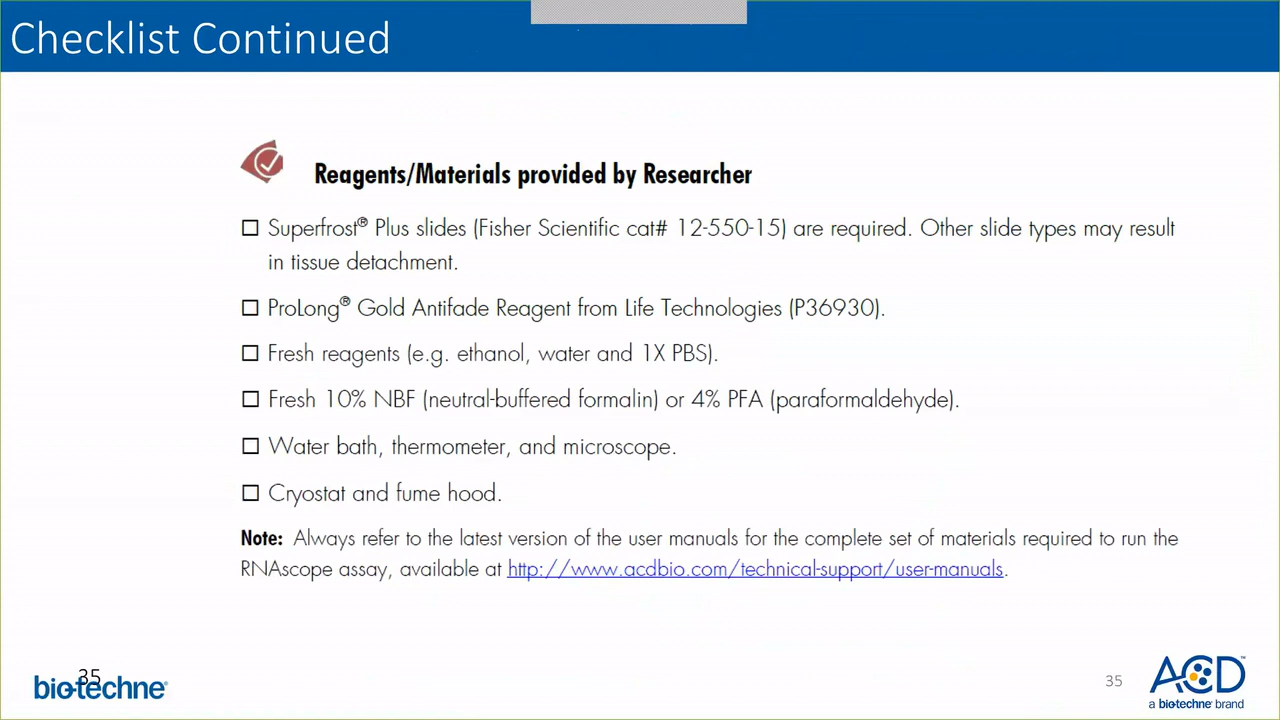 Checklist Continued
Reagents/Materials provided by Researcher
Superfrost® Plus slides (Fisher Scientific cat# 12-550-15) are required. Other slide types may result
in tissue detachment.
ProLong® Gold Antifade Reagent from Life Technologies (P36930).
Fresh reagents (e.g. ethanol, water and 1X PBS).
Fresh 10% NBF (neutral-buffered formalin) or 4% PFA (paraformaldehyde).
Water bath, thermometer, and microscope.
Cryostat and fume hood.
Note: Always refer to the latest version of the user manuals for the complete set of materials required to run the
RNAscope assay, available at http://www.acdbio.com/technical-support/user-manuals.
35
bio-techne®
35
ACD™
a bio-techne brand